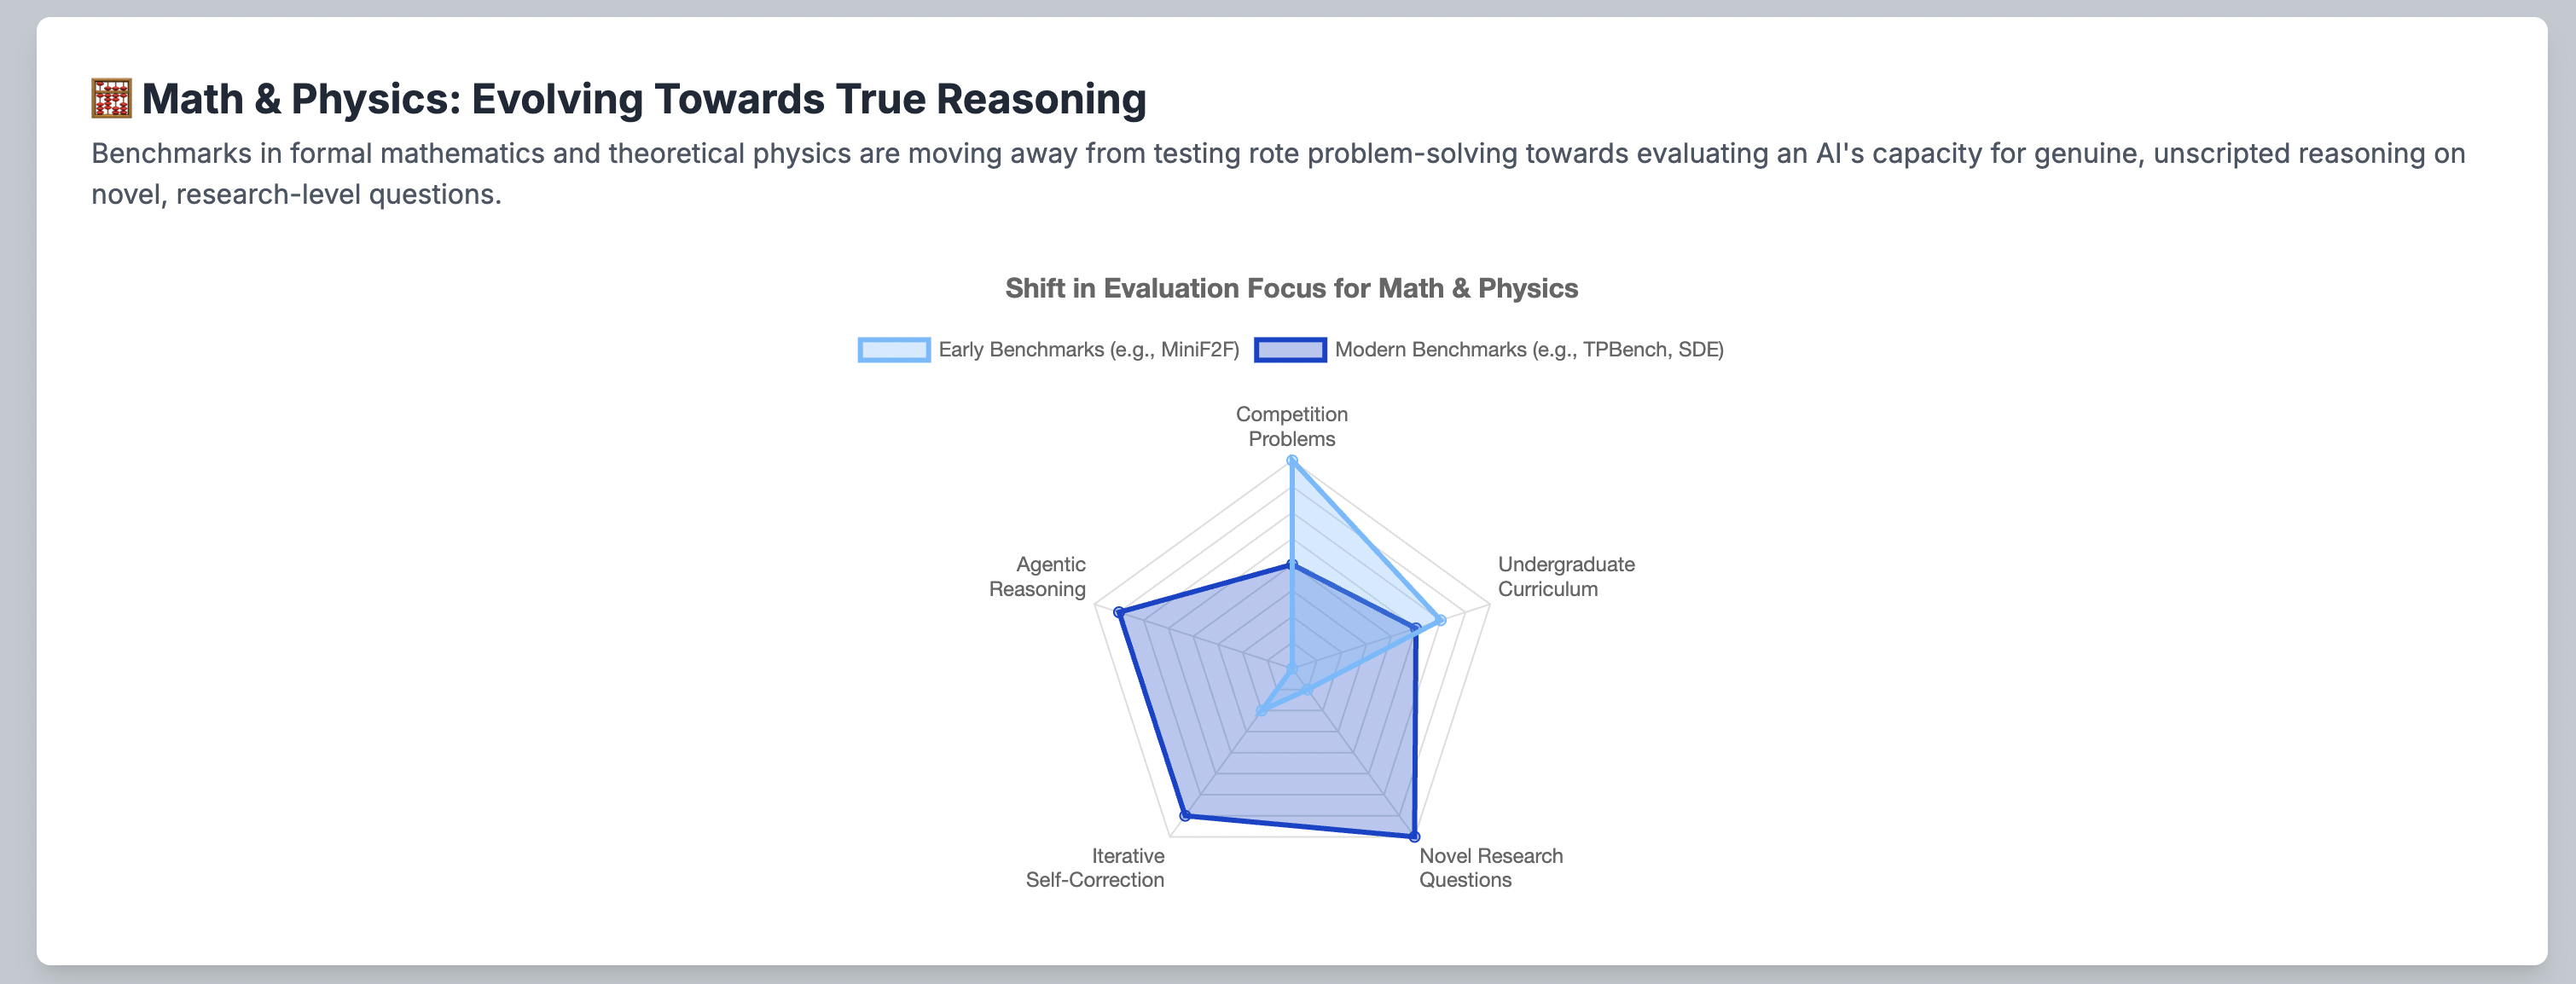 🧮 Math & Physics: Evolving Towards True Reasoning
Benchmarks in formal mathematics and theoretical physics are moving away from testing rote problem-solving towards evaluating an AI's capacity for genuine, unscripted reasoning on
novel, research-level questions.
Shift in Evaluation Focus for Math & Physics
Early Benchmarks (e.g., MiniF2F)
Modern Benchmarks (e.g., TPBench, SDE)
Competition
Problems
Undergraduate
Curriculum
Novel Research
Questions
Iterative
Self-Correction
Agentic
Reasoning